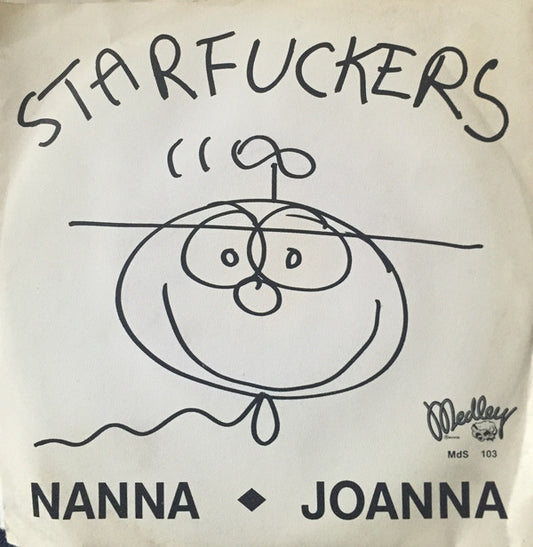 STARFUCKERS
Medley
MdS 103
NANNA ◆ JOANNA